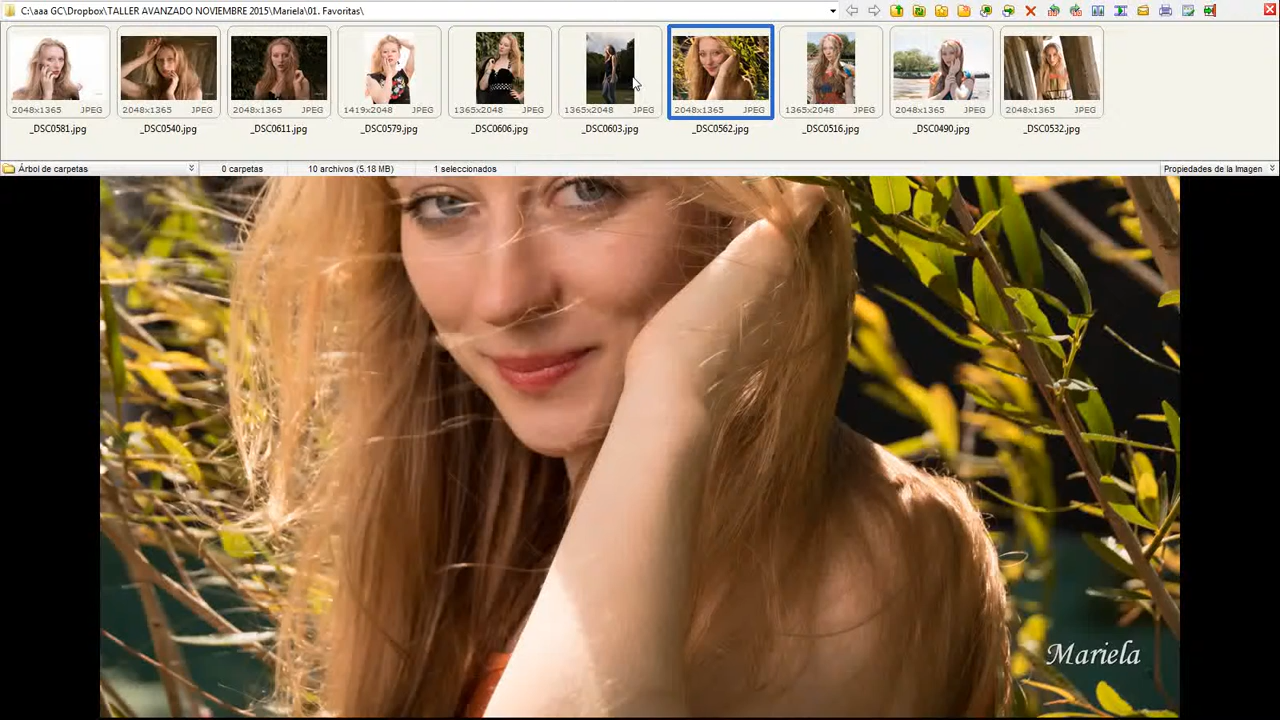 C:\aaa GC\Dropbox\TALLER AVANZADO NOVIEMBRE 2015\Mariela\01. Favoritas\
2048x1365 JPEG 2048x1365 JPEG 2048x1365 JPEG 1419x2048 JPEG 1365x2048 JPEG 1365x2048 JPEG 2048x1365 JPEG 1365x2048 JPEG 2048x1365 JPEG 2048x1365 JPEG
_DSC0581.jpg _DSC0540.jpg _DSC0611.jpg _DSC0579.jpg _DSC0606.jpg _DSC0603.jpg _DSC0562.jpg _DSC0516.jpg _DSC0490.jpg _DSC0532.jpg
Árbol de carpetas 0 carpetas 10 archivos (5.18 MB) 1 seleccionados Propiedades de la Imagen
Mariela